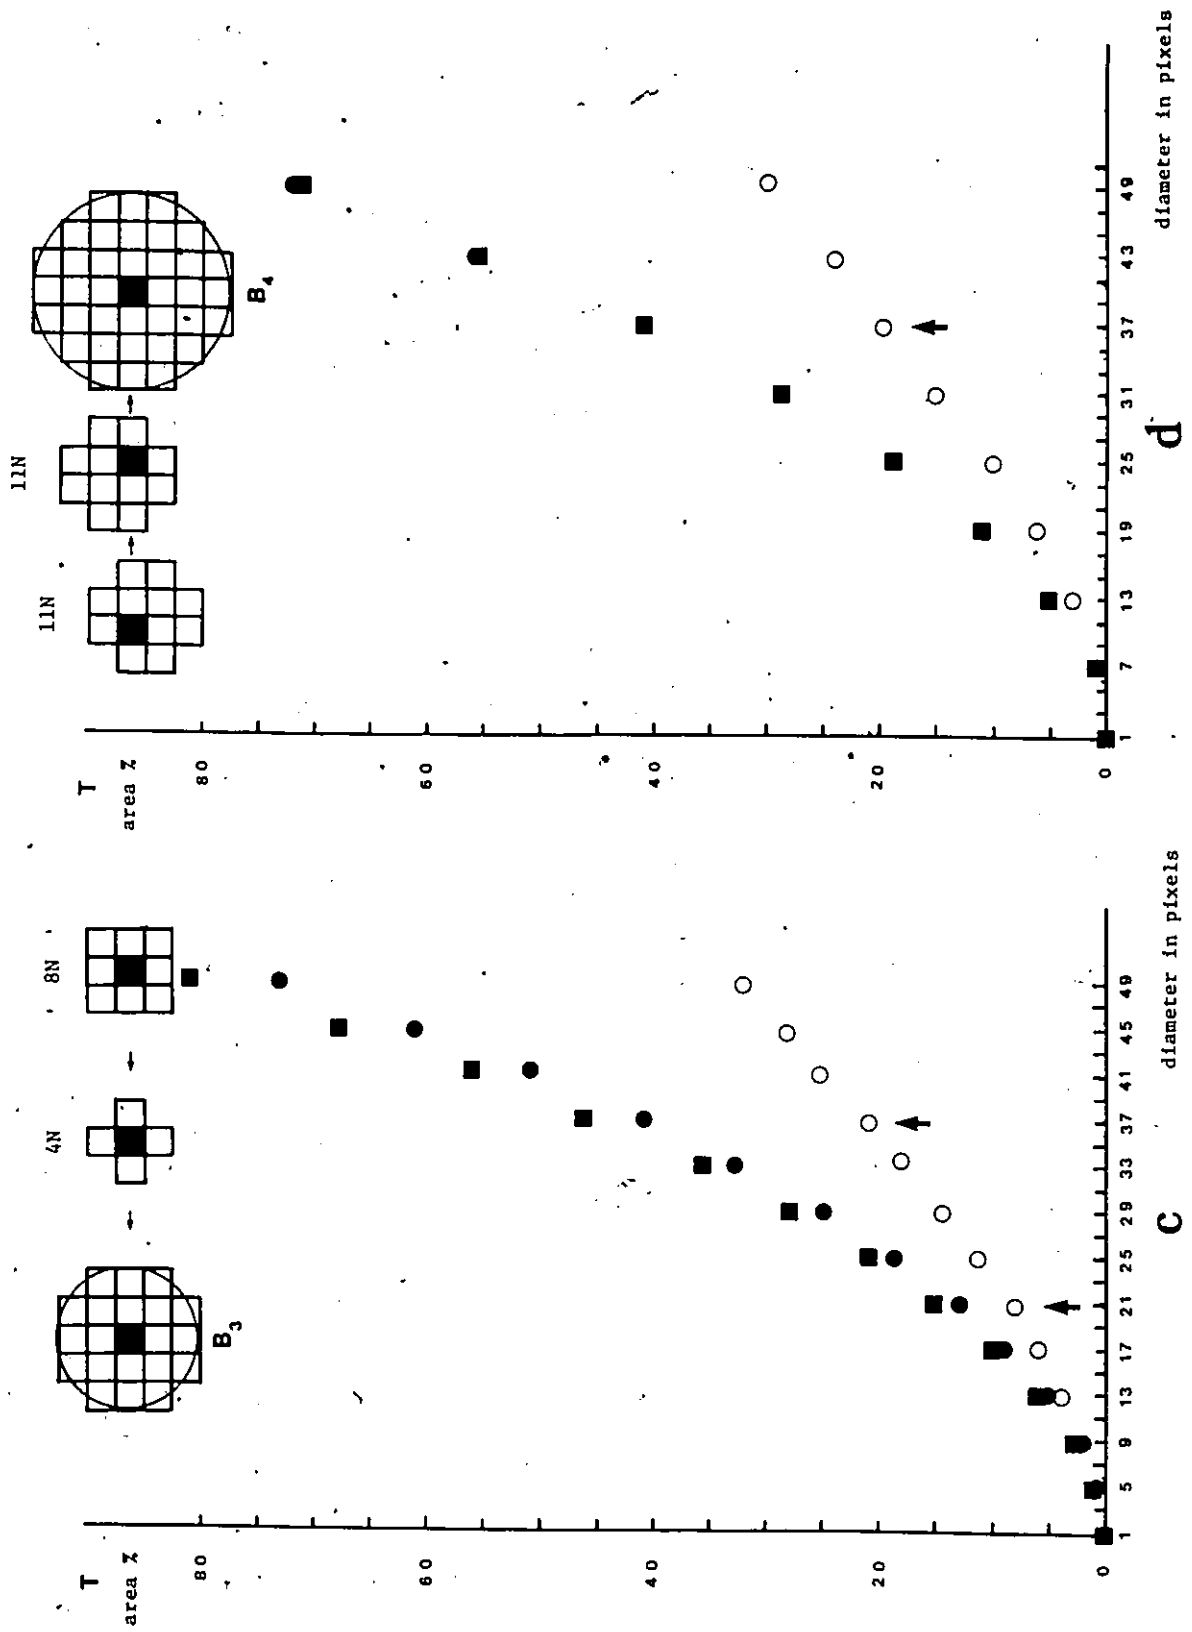 T
area %
80
60
40
20
0
1 5 9 13 17 21 25 29 33 37 41 45 49
diameter in pixels
B3
4N
8N
c
T
area %
80
60
40
20
0
1 7 13 19 25 31 37 43 49
diameter in pixels
11N
11N
B4
d